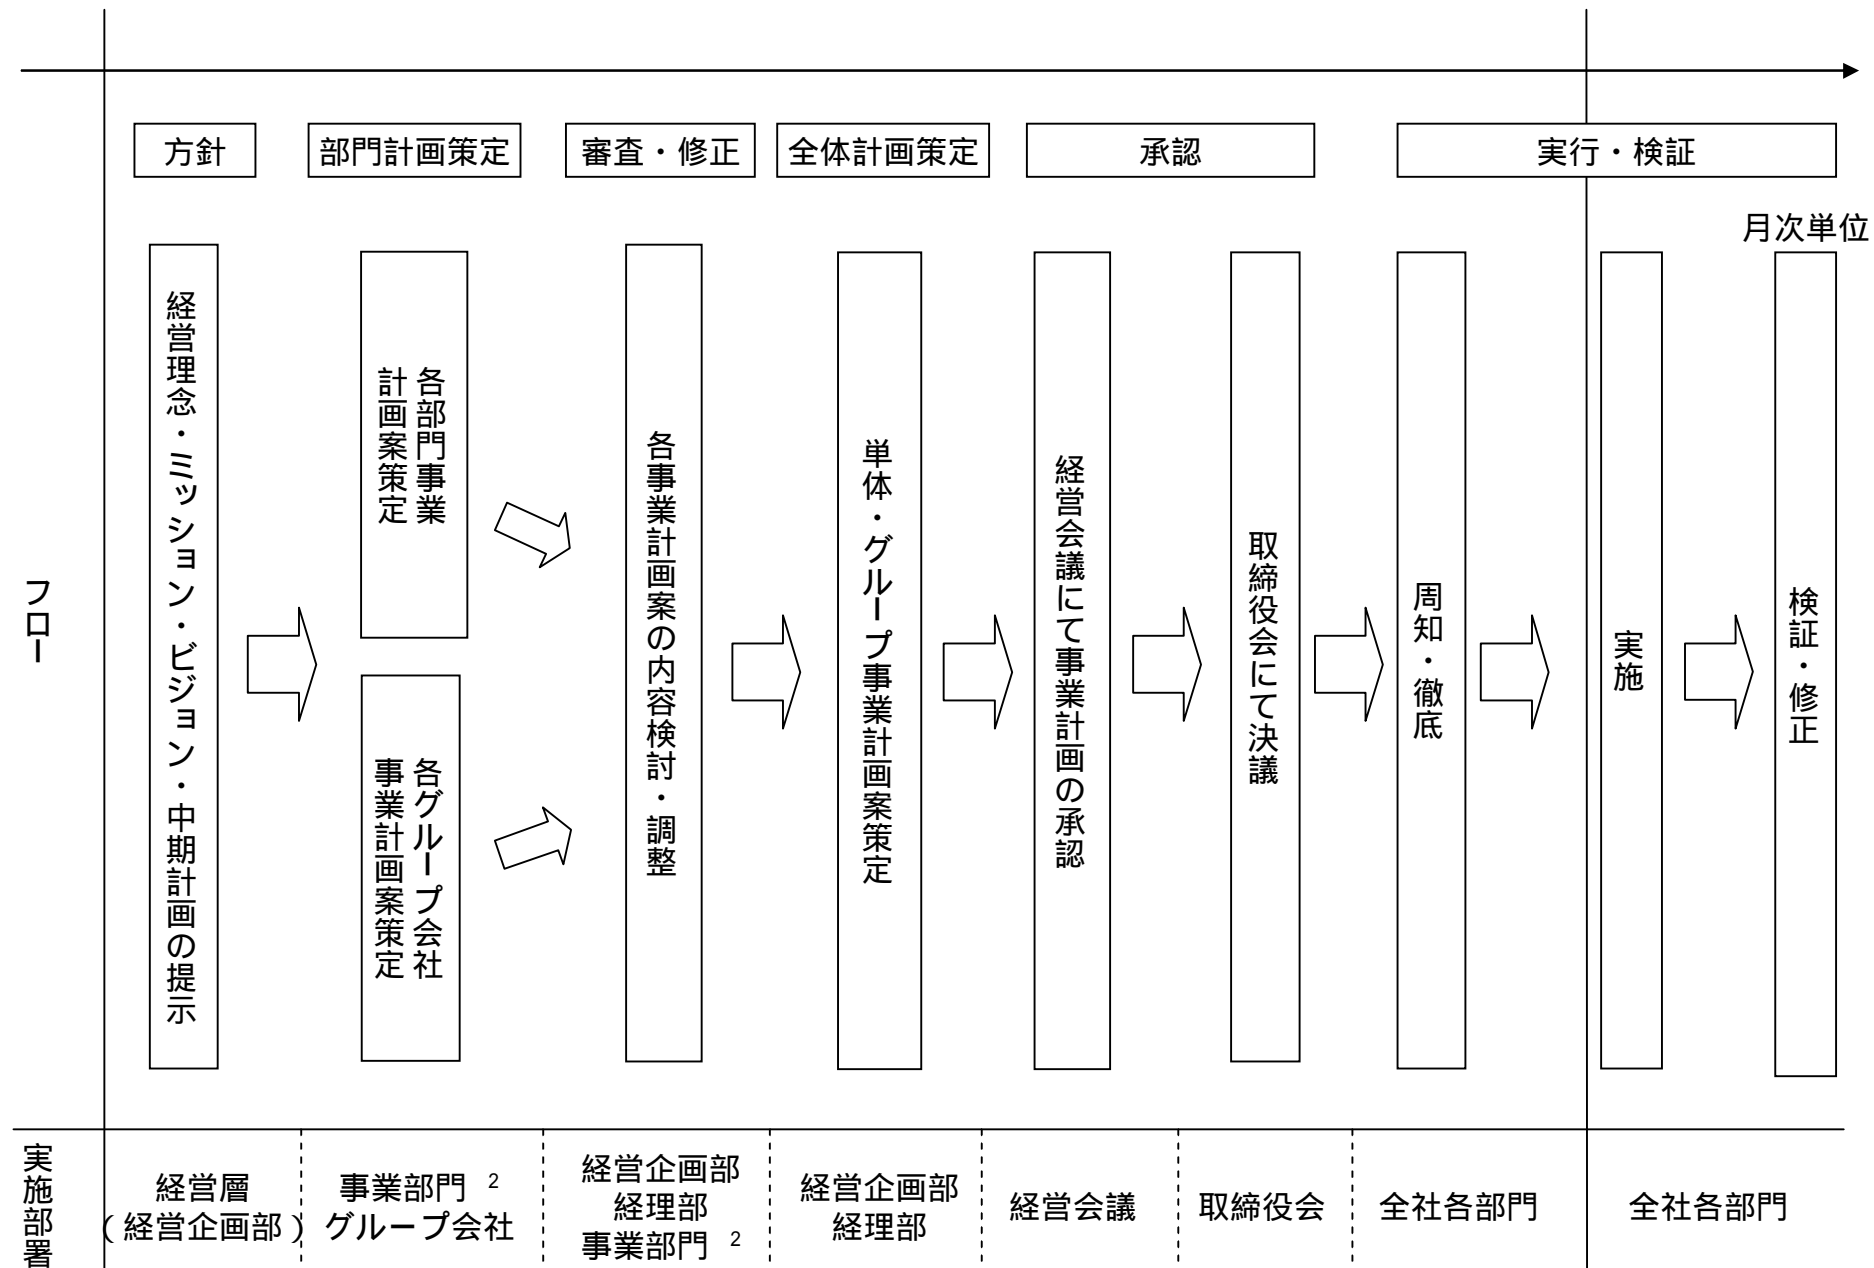 方針
部門計画策定
審査・修正
全体計画策定
承認
実行・検証
月次単位
フロー
経営理念・ミッション・ビジョン・中期計画の提示
各部門事業
計画案策定
各グループ会社
事業計画案策定
各事業計画案の内容検討・調整
単体・グループ事業計画案策定
経営会議にて事業計画の承認
取締役会にて決議
周知・徹底
実施
検証・修正
実施部署
経営層
(経営企画部)
事業部門 2
グループ会社
経営企画部
経理部
事業部門 2
経営企画部
経理部
経営会議
取締役会
全社各部門
全社各部門